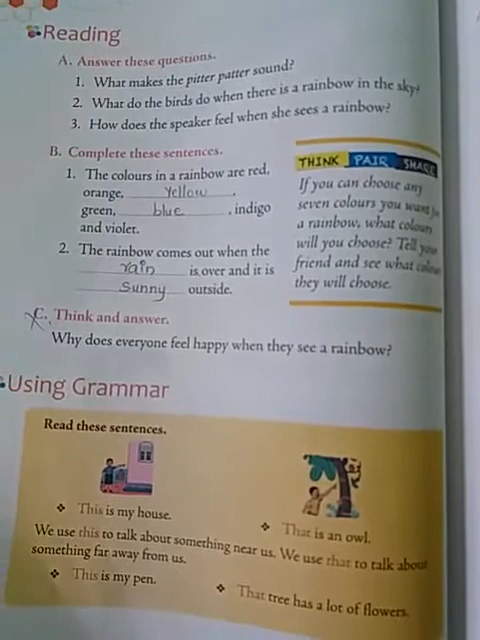 Reading
A. Answer these questions.
1. What makes the pitter patter sound?
2. What do the birds do when there is a rainbow in the sky?
3. How does the speaker feel when she sees a rainbow?
B. Complete these sentences.
1. The colours in a rainbow are red,
orange, Yellow ,
green, blue , indigo
and violet.
2. The rainbow comes out when the
rain is over and it is
Sunny outside.
THINK PAIR SHARE
If you can choose any
seven colours you want
a rainbow, what colours
will you choose? Tell your
friend and see what colours
they will choose.
C. Think and answer.
Why does everyone feel happy when they see a rainbow?
Using Grammar
Read these sentences.
❖ This is my house.
❖ That is an owl.
We use this to talk about something near us. We use that to talk about
something far away from us.
❖ This is my pen.
❖ That tree has a lot of flowers.